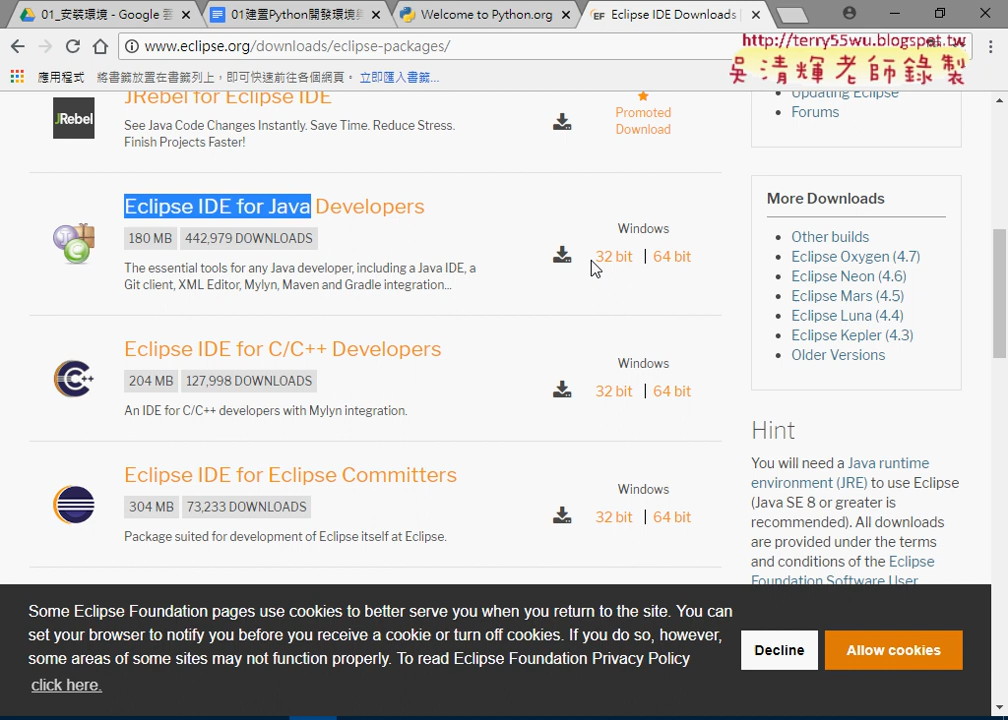 01_安裝環境 - Google 雲
01建置Python開發環境與
Welcome to Python.org
Eclipse IDE Downloads |
www.eclipse.org/downloads/eclipse-packages/
http://terry55wu.blogspot.tw
吳清輝老師錄製
應用程式
將書籤放置在書籤列上，即可快速前往各個網頁。
立即匯入書籤...
JRebel for Eclipse IDE
JRebel
See Java Code Changes Instantly. Save Time. Reduce Stress.
Finish Projects Faster!
Promoted
Download
Updating Eclipse
Forums
Eclipse IDE for Java Developers
180 MB
442,979 DOWNLOADS
The essential tools for any Java developer, including a Java IDE, a
Git client, XML Editor, Mylyn, Maven and Gradle integration...
Windows
32 bit | 64 bit
More Downloads
Other builds
Eclipse Oxygen (4.7)
Eclipse Neon (4.6)
Eclipse Mars (4.5)
Eclipse Luna (4.4)
Eclipse Kepler (4.3)
Older Versions
Eclipse IDE for C/C++ Developers
204 MB
127,998 DOWNLOADS
An IDE for C/C++ developers with Mylyn integration.
Windows
32 bit | 64 bit
Eclipse IDE for Eclipse Committers
304 MB
73,233 DOWNLOADS
Package suited for development of Eclipse itself at Eclipse.
Windows
32 bit | 64 bit
Hint
You will need a Java runtime
environment (JRE) to use Eclipse
(Java SE 8 or greater is
recommended). All downloads
are provided under the terms
and conditions of the Eclipse
Foundation Software User
Some Eclipse Foundation pages use cookies to better serve you when you return to the site. You can
set your browser to notify you before you receive a cookie or turn off cookies. If you do so, however,
some areas of some sites may not function properly. To read Eclipse Foundation Privacy Policy
click here.
Decline
Allow cookies